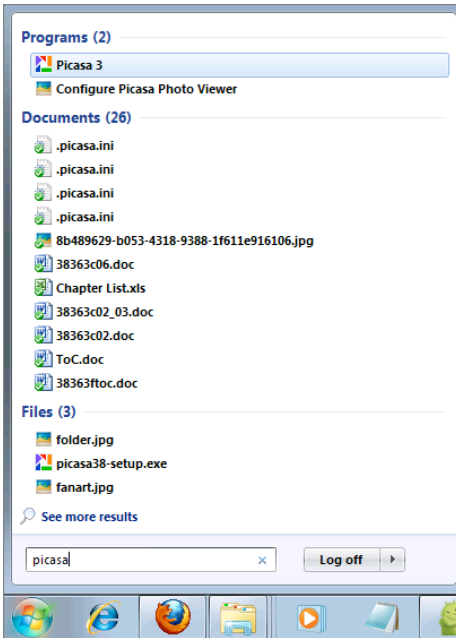 Programs (2)
Picasa 3
Configure Picasa Photo Viewer
Documents (26)
.picasa.ini
.picasa.ini
.picasa.ini
.picasa.ini
8b489629-b053-4318-9388-1f611e916106.jpg
38363c06.doc
Chapter List.xls
38363c02_03.doc
38363c02.doc
ToC.doc
38363ftoc.doc
Files (3)
folder.jpg
picasa38-setup.exe
fanart.jpg
See more results
picasa
Log off